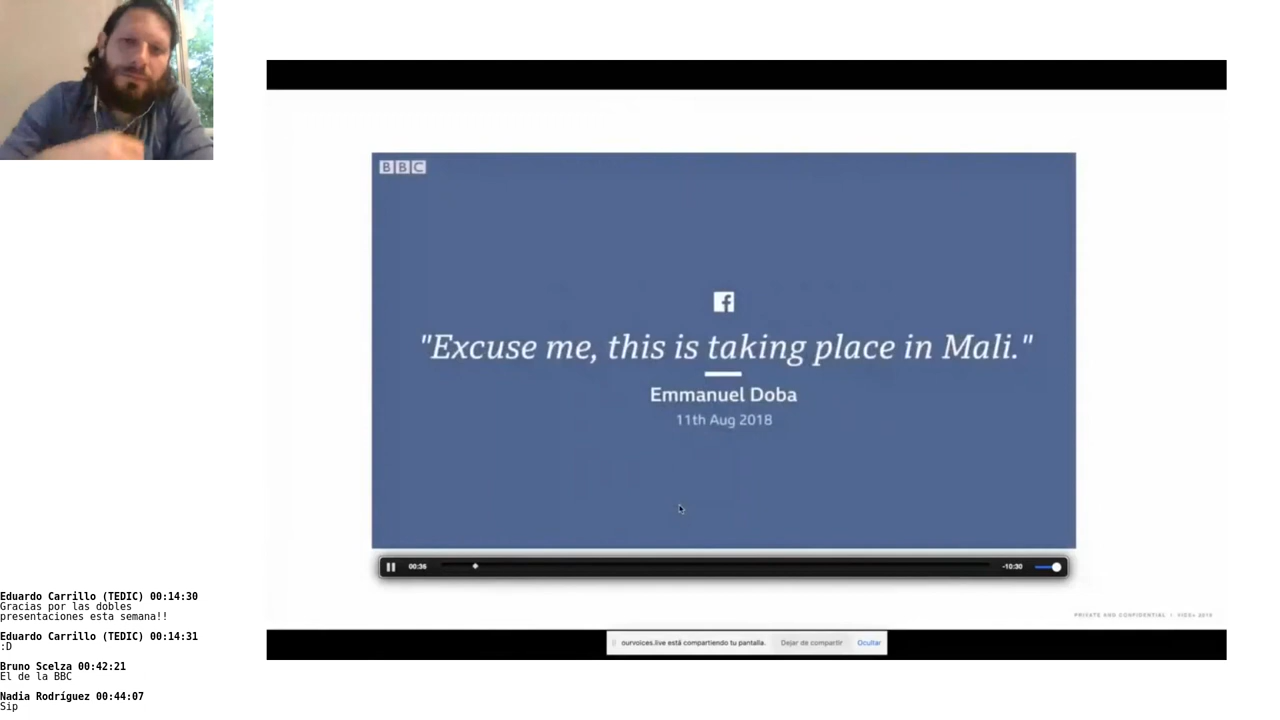 BBC
"Excuse me, this is taking place in Mali."
Emmanuel Doba
11th Aug 2018
00:36
-10:30
PRIVATE AND CONFIDENTIAL
ourvoices.live está compartiendo tu pantalla.
Dejar de compartir
Ocultar
Eduardo Carrillo (TEDIC) 00:14:30
Gracias por las dobles
presentaciones esta semana!!
Eduardo Carrillo (TEDIC) 00:14:31
:D
Bruno Scelza 00:42:21
El de la BBC
Nadia Rodríguez 00:44:07
Sip